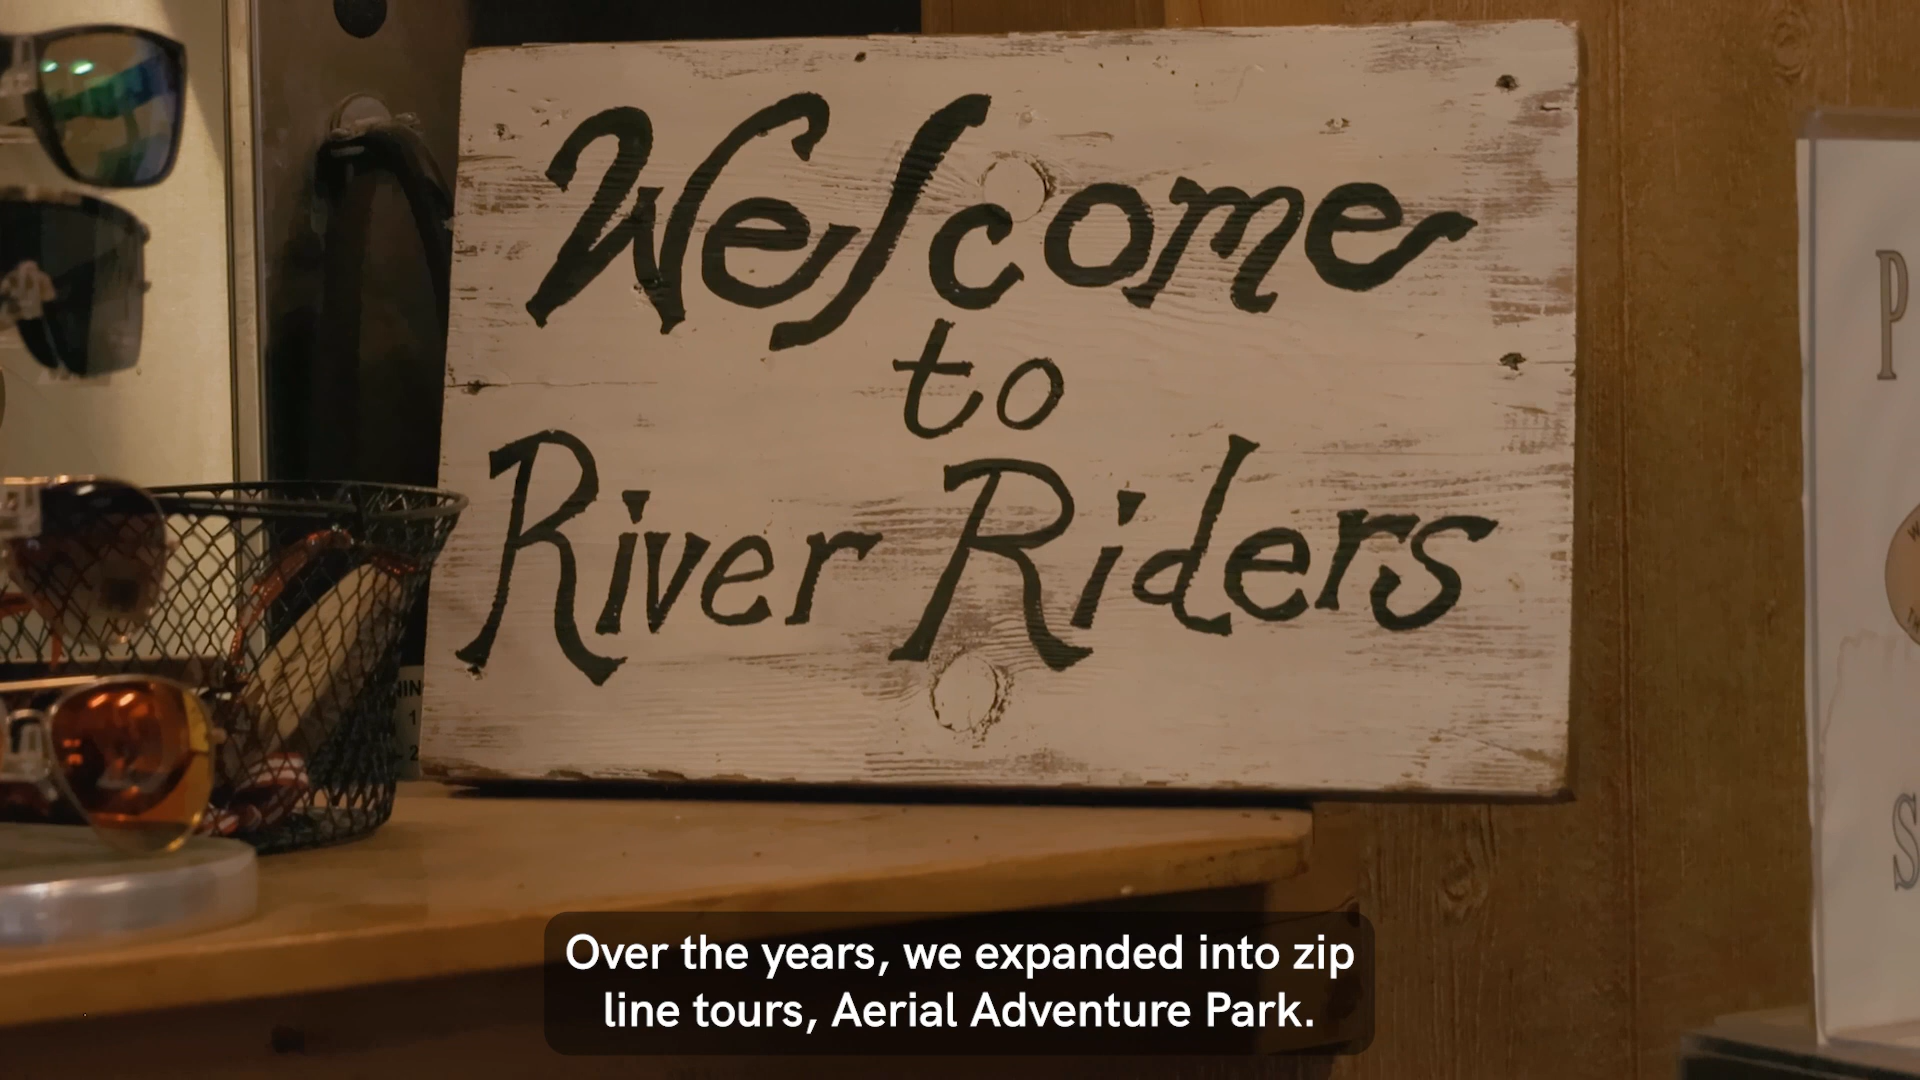 Welcome
to
River Riders
Over the years, we expanded into zip
line tours, Aerial Adventure Park.